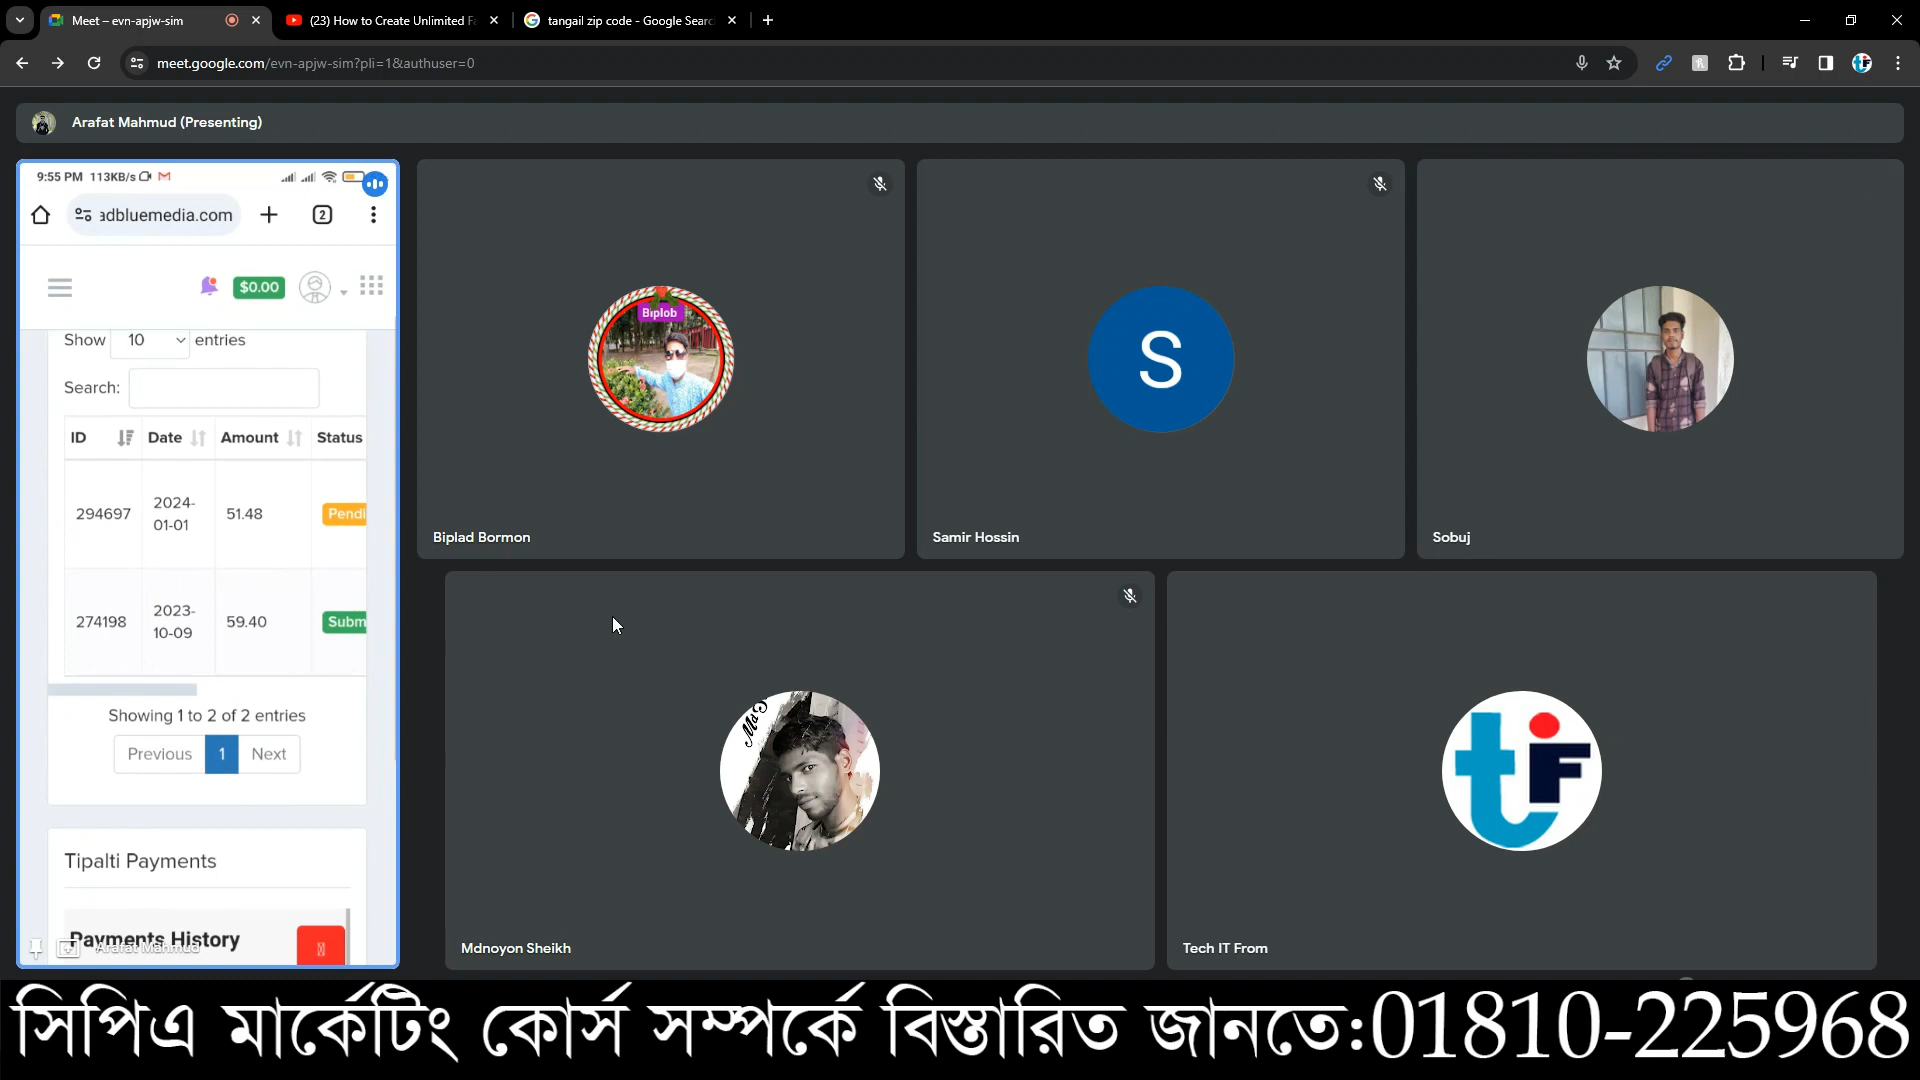 Meet – evn-apjw-sim
(23) How to Create Unlimited F
tangail zip code - Google Searc
meet.google.com/evn-apjw-sim?pli=1&authuser=0
Arafat Mahmud (Presenting)
9:55 PM 113KB/s
adbluemedia.com
2
$0.00
Show 10 entries
Search:
ID Date Amount Status
294697 2024-01-01 51.48 Pendi
274198 2023-10-09 59.40 Subm
Showing 1 to 2 of 2 entries
Previous 1 Next
Tipalti Payments
Payments History
Arafat Mahmud
Biplob
Biplad Bormon
S
Samir Hossin
Sobuj
Mdnoyon Sheikh
tiF
Tech IT From
সিপিএ মার্কেটিং কোর্স সম্পর্কে বিস্তারিত জানতে:01810-225968